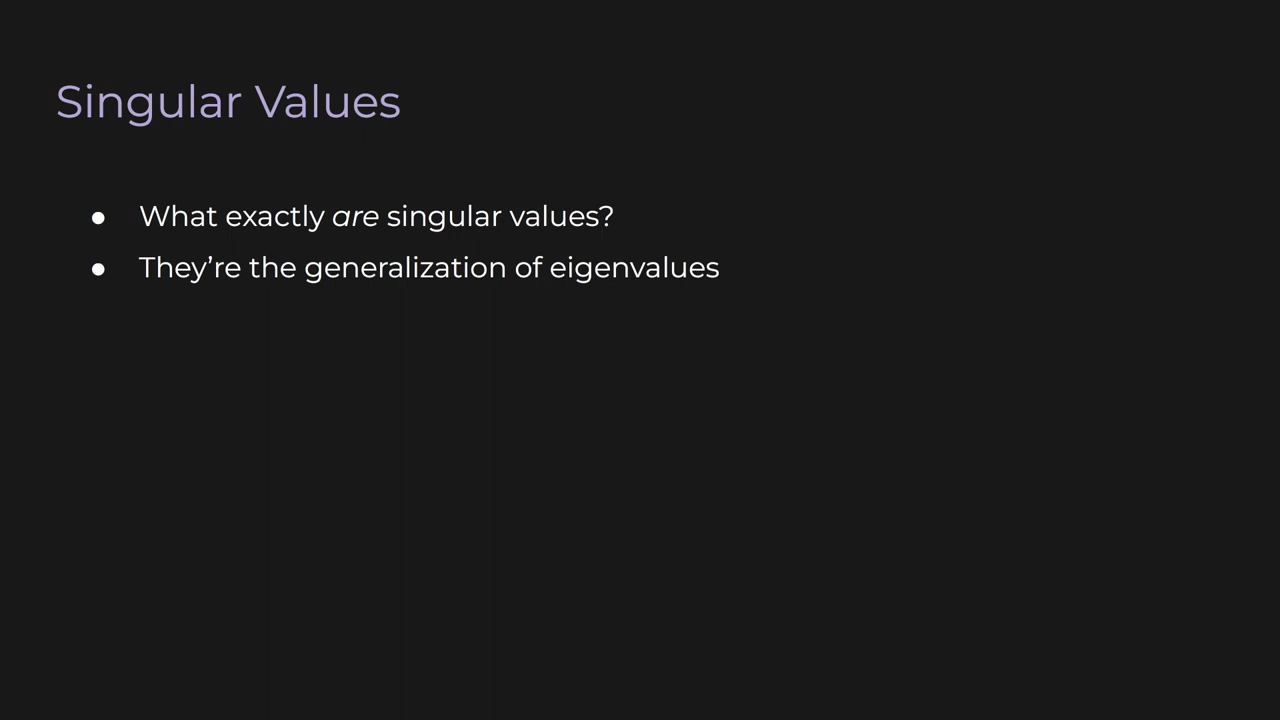 Singular Values
● What exactly are singular values?
● They’re the generalization of eigenvalues